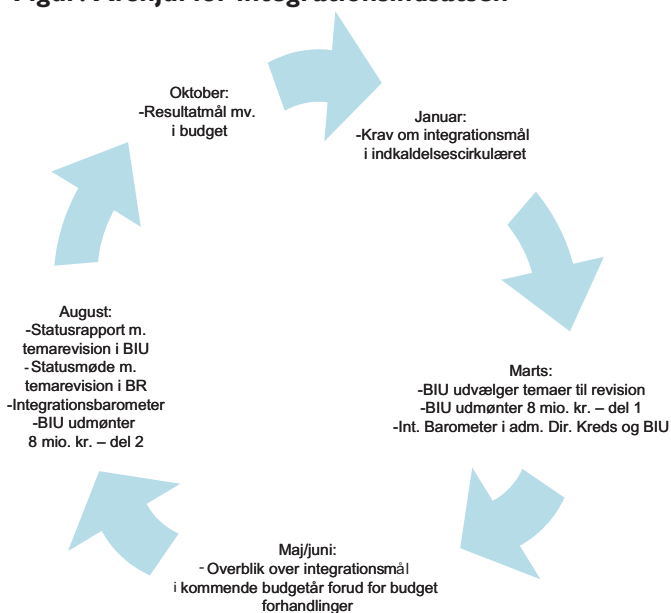 Oktober:
-Resultatmål mv.
i budget
Januar:
-Krav om integrationsmål
i indkaldelsescirkulæret
Marts:
-BIU udvælger temaer til revision
-BIU udmønter 8 mio. kr. – del 1
-Int. Barometer i adm. Dir. Kreds og BIU
Maj/juni:
- Overblik over integrationsmål
i kommende budgetår forud for budget
forhandlinger
August:
-Statusrapport m.
temarevision i BIU
- Statusmøde m.
temarevision i BR
-Integrationsbarometer
-BIU udmønter
8 mio. kr. – del 2